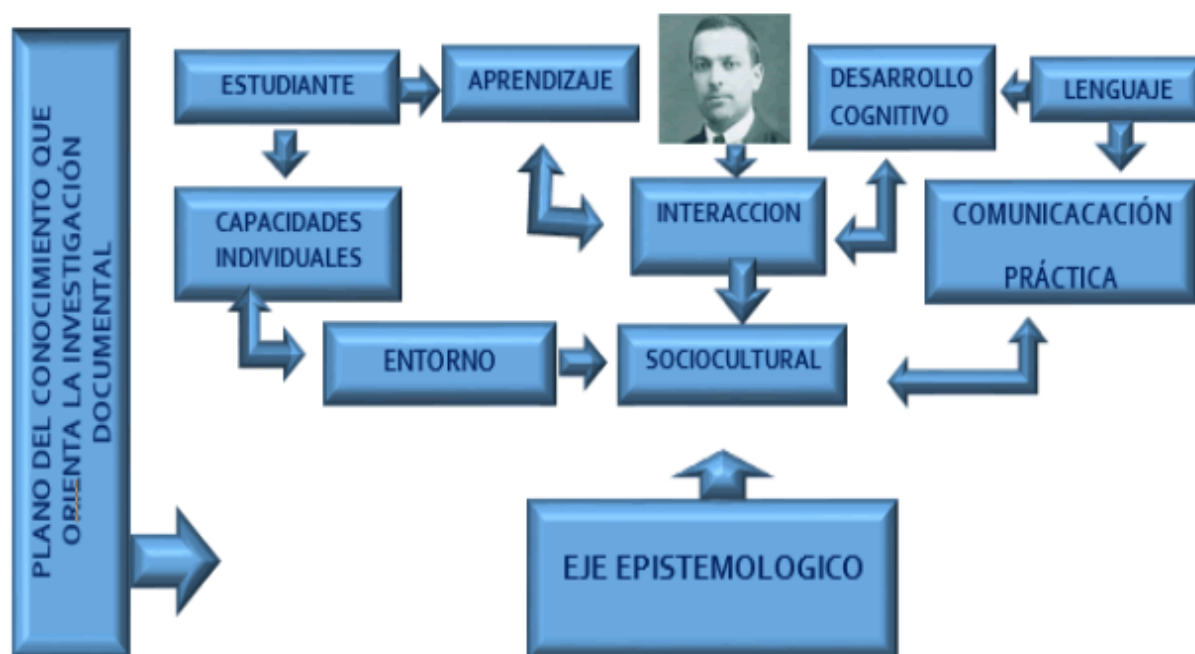 PLANO DEL CONOCIMIENTO QUE
ORIENTA LA INVESTIGACIÓN
DOCUMENTAL
ESTUDIANTE
APRENDIZAJE
DESARROLLO
COGNITIVO
LENGUAJE
CAPACIDADES
INDIVIDUALES
INTERACCION
COMUNICACACIÓN
PRÁCTICA
ENTORNO
SOCIOCULTURAL
EJE EPISTEMOLOGICO